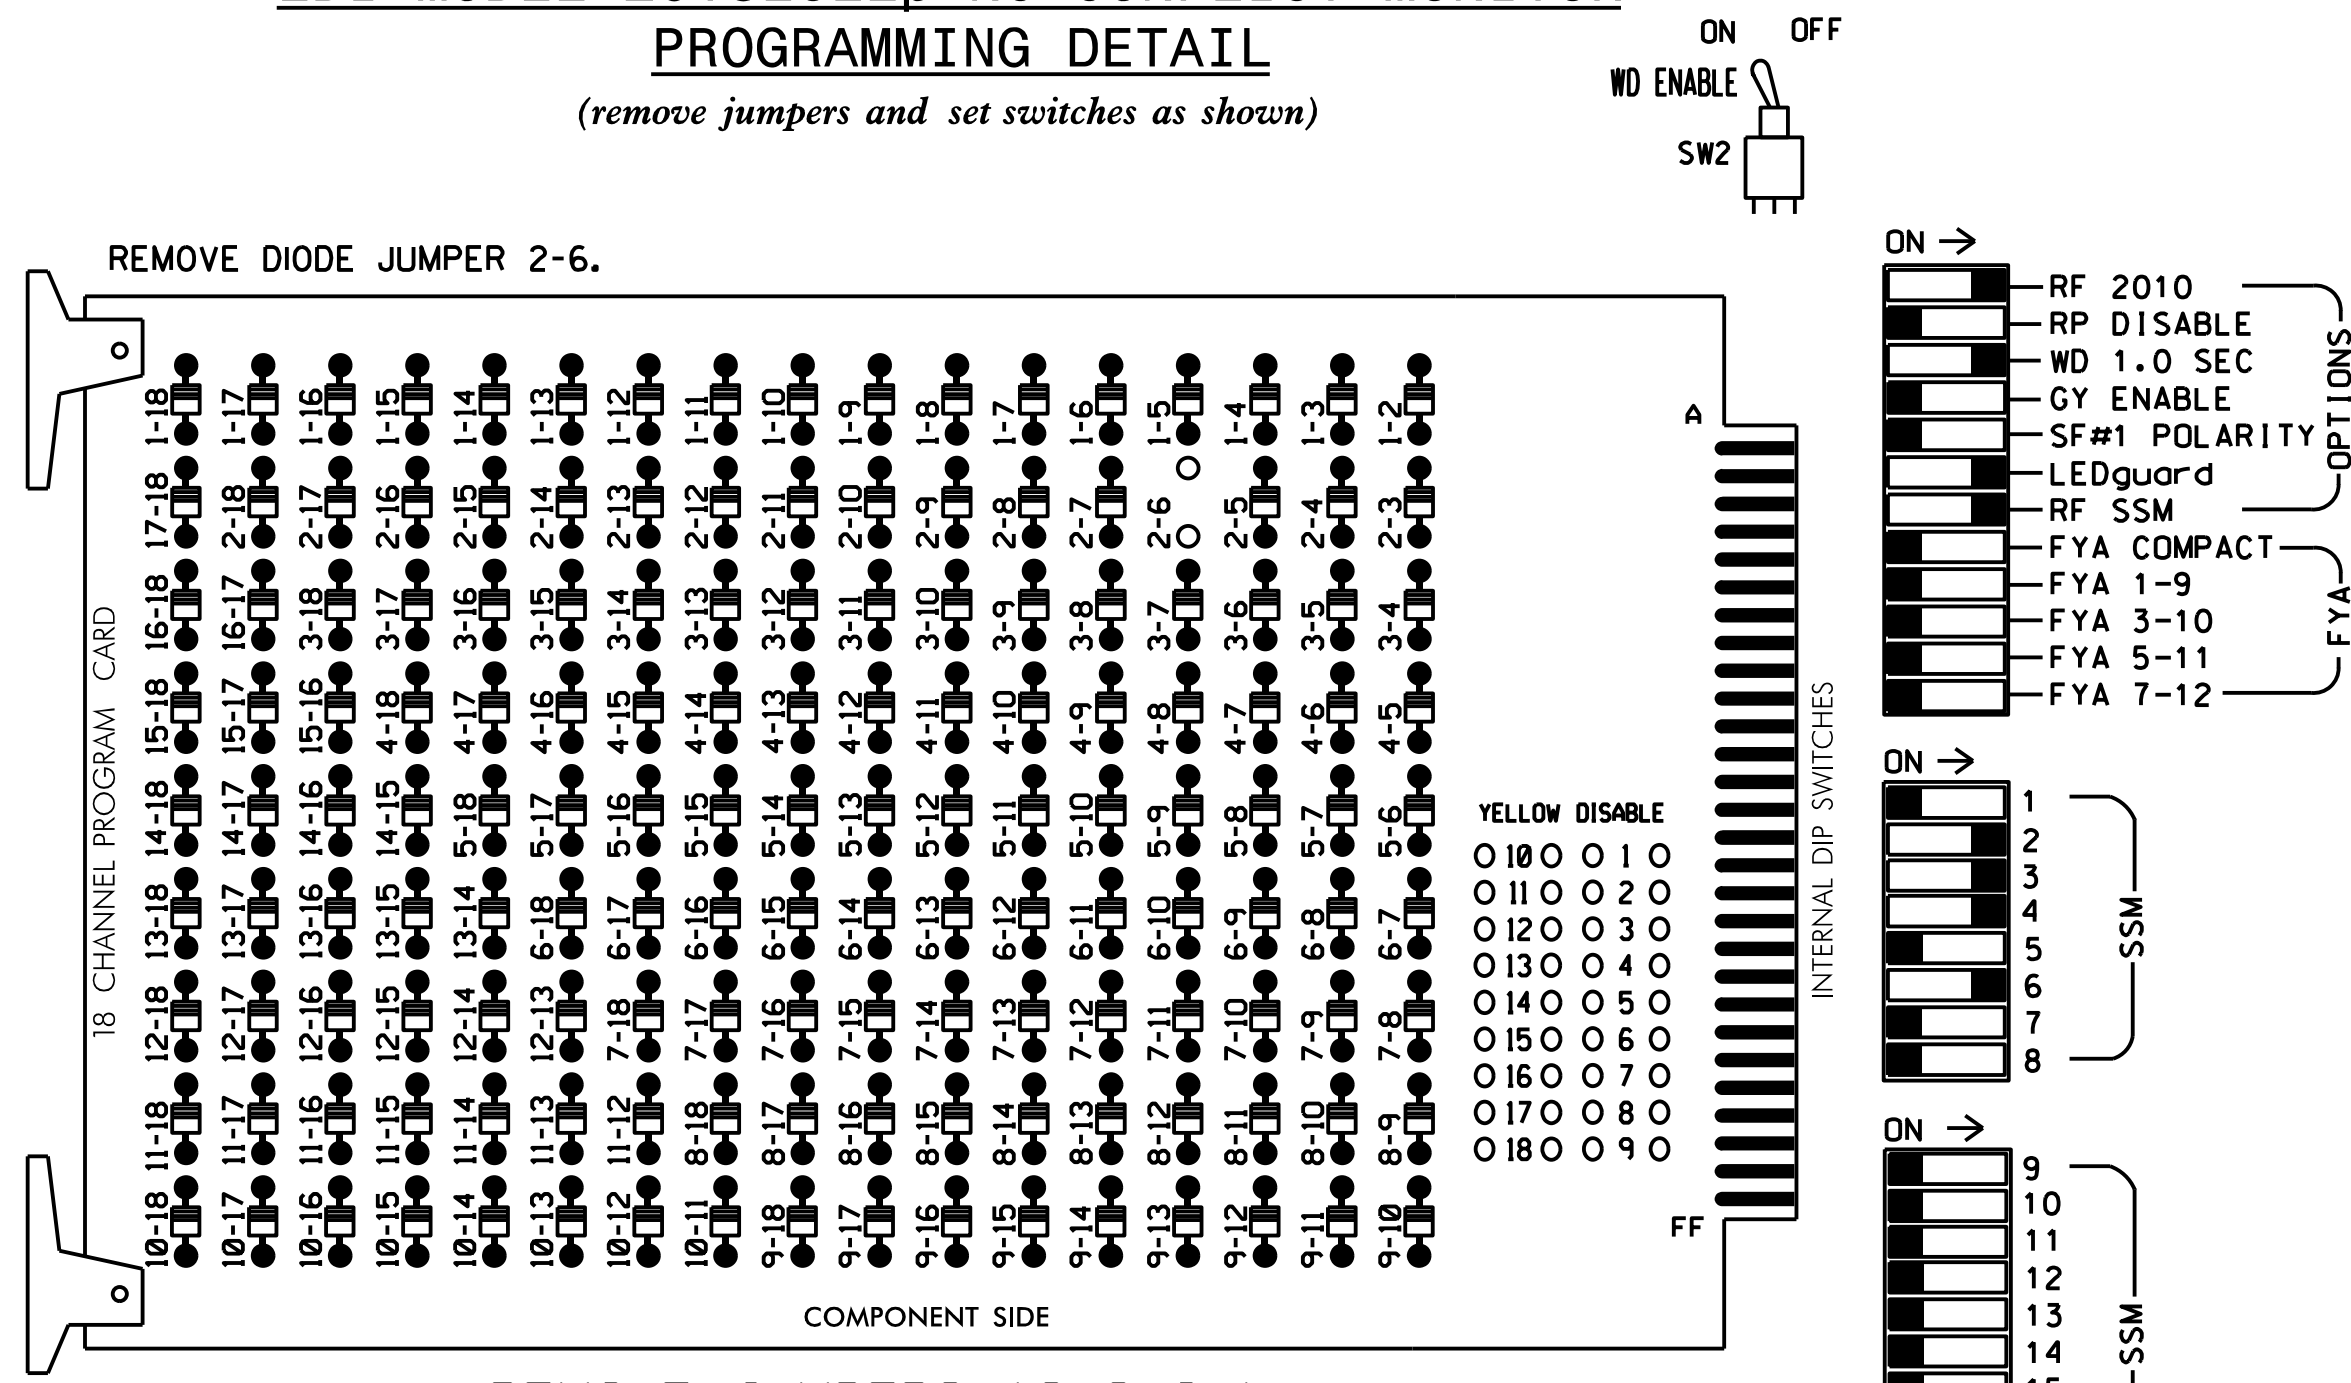 PROGRAMMING DETAIL
(remove jumpers and set switches as shown)
ON OFF
WD ENABLE
SW2
REMOVE DIODE JUMPER 2-6.
18 CHANNEL PROGRAM CARD
1-18 1-17 1-16 1-15 1-14 1-13 1-12 1-11 1-10 1-9 1-8 1-7 1-6 1-5 1-4 1-3 1-2
17-18 2-18 2-17 2-16 2-15 2-14 2-13 2-12 2-11 2-10 2-9 2-8 2-7 2-6 2-5 2-4 2-3
16-18 16-17 3-18 3-17 3-16 3-15 3-14 3-13 3-12 3-11 3-10 3-9 3-8 3-7 3-6 3-5 3-4
15-18 15-17 15-16 4-18 4-17 4-16 4-15 4-14 4-13 4-12 4-11 4-10 4-9 4-8 4-7 4-6 4-5
14-18 14-17 14-16 14-15 5-18 5-17 5-16 5-15 5-14 5-13 5-12 5-11 5-10 5-9 5-8 5-7 5-6
13-18 13-17 13-16 13-15 13-14 6-18 6-17 6-16 6-15 6-14 6-13 6-12 6-11 6-10 6-9 6-8 6-7
12-18 12-17 12-16 12-15 12-14 12-13 7-18 7-17 7-16 7-15 7-14 7-13 7-12 7-11 7-10 7-9 7-8
11-18 11-17 11-16 11-15 11-14 11-13 11-12 8-18 8-17 8-16 8-15 8-14 8-13 8-12 8-11 8-10 8-9
10-18 10-17 10-16 10-15 10-14 10-13 10-12 10-11 9-18 9-17 9-16 9-15 9-14 9-13 9-12 9-11 9-10
COMPONENT SIDE
A
YELLOW DISABLE
10 1
11 2
12 3
13 4
14 5
15 6
16 7
17 8
18 9
FF
INTERNAL DIP SWITCHES
ON
RF 2010
RP DISABLE
WD 1.0 SEC
GY ENABLE
SF#1 POLARITY
LEDguard
RF SSM
OPTIONS
FYA COMPACT
FYA 1-9
FYA 3-10
FYA 5-11
FYA 7-12
FYA
ON
1
2
3
4
5
6
7
8
SSM
ON
9
10
11
12
13
14
SSM